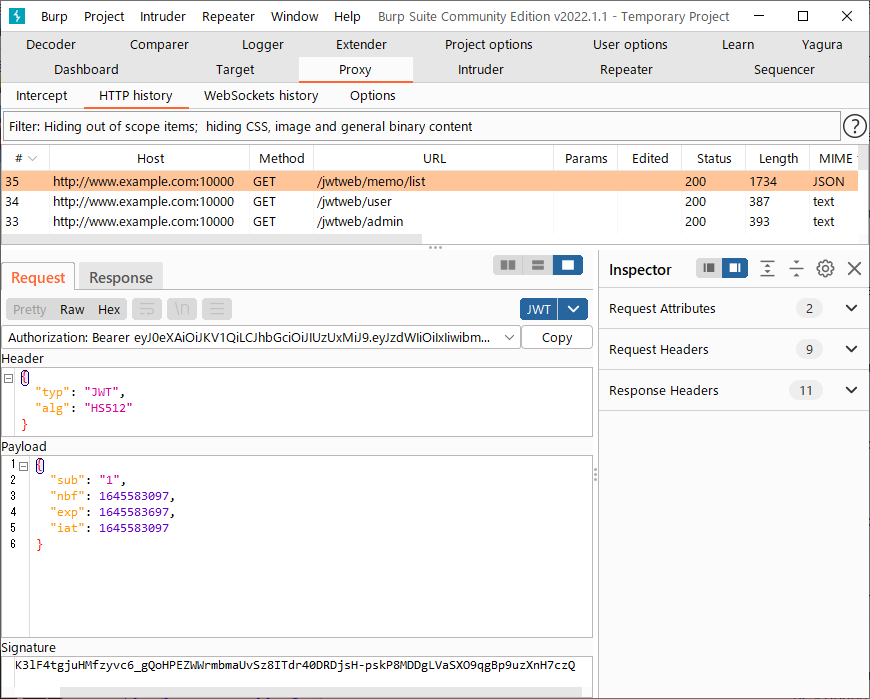 Burp Project Intruder Repeater Window Help Burp Suite Community Edition v2022.1.1 - Temporary Project
Decoder Comparer Logger Extender Project options User options Learn Yagura
Dashboard Target Proxy Intruder Repeater Sequencer
Intercept HTTP history WebSockets history Options
Filter: Hiding out of scope items; hiding CSS, image and general binary content ?
# Host Method URL Params Edited Status Length MIME
35 http://www.example.com:10000 GET /jwtweb/memo/list 200 1734 JSON
34 http://www.example.com:10000 GET /jwtweb/user 200 387 text
33 http://www.example.com:10000 GET /jwtweb/admin 200 393 text
Request Response
Pretty Raw Hex \n JWT
Authorization: Bearer eyJ0eXAiOiJKV1QiLCJhbGciOiJIUzUxMiJ9.eyJzdWIiOiIxIiwibm... Copy
Header
{
"typ": "JWT",
"alg": "HS512"
}
Payload
1 {
2 "sub": "1",
3 "nbf": 1645583097,
4 "exp": 1645583697,
5 "iat": 1645583097
6 }
Signature
K3lF4tgjuHMfzyvc6_gQoHPEZWWrmbmaUvSz8ITdr40DRDjsH-pskP8MDDgLVaSXO9qgBp9uzXnH7czQ
Inspector
Request Attributes 2
Request Headers 9
Response Headers 11